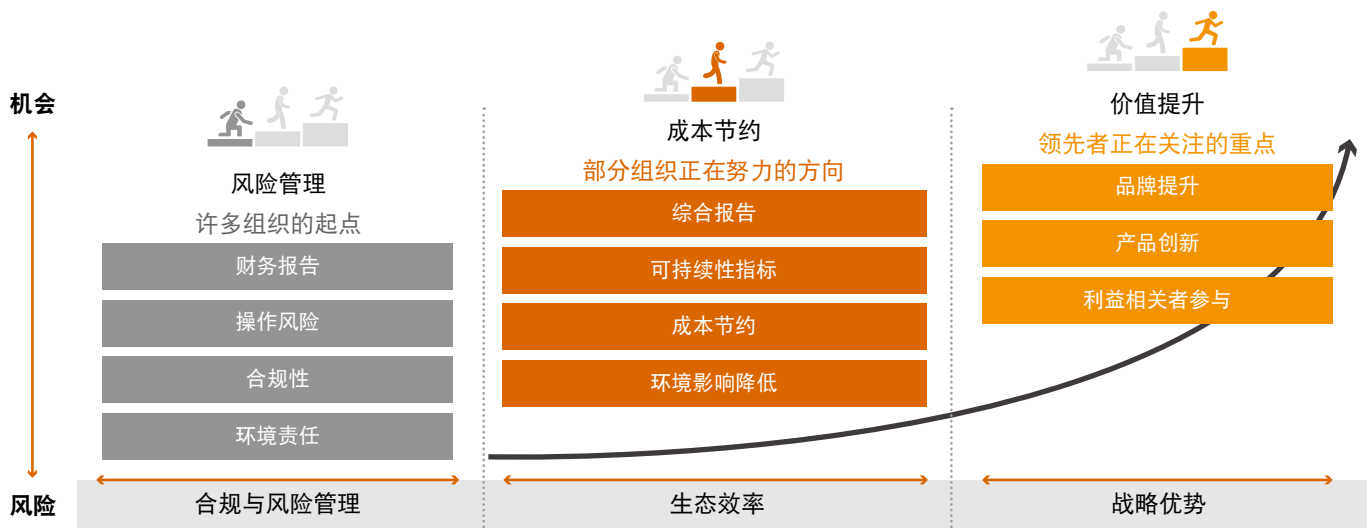 机会
风险
风险管理
许多组织的起点
财务报告
操作风险
合规性
环境责任
合规与风险管理
成本节约
部分组织正在努力的方向
综合报告
可持续性指标
成本节约
环境影响降低
生态效率
价值提升
领先者正在关注的重点
品牌提升
产品创新
利益相关者参与
战略优势